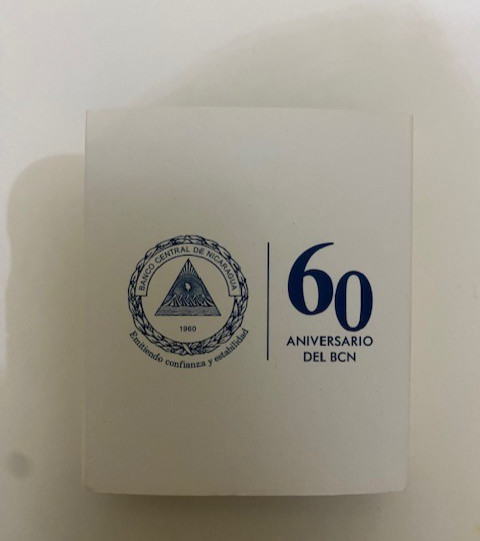 BANCO CENTRAL DE NICARAGUA
1960
Emitiendo confianza y estabilidad
60
ANIVERSARIO
DEL BCN